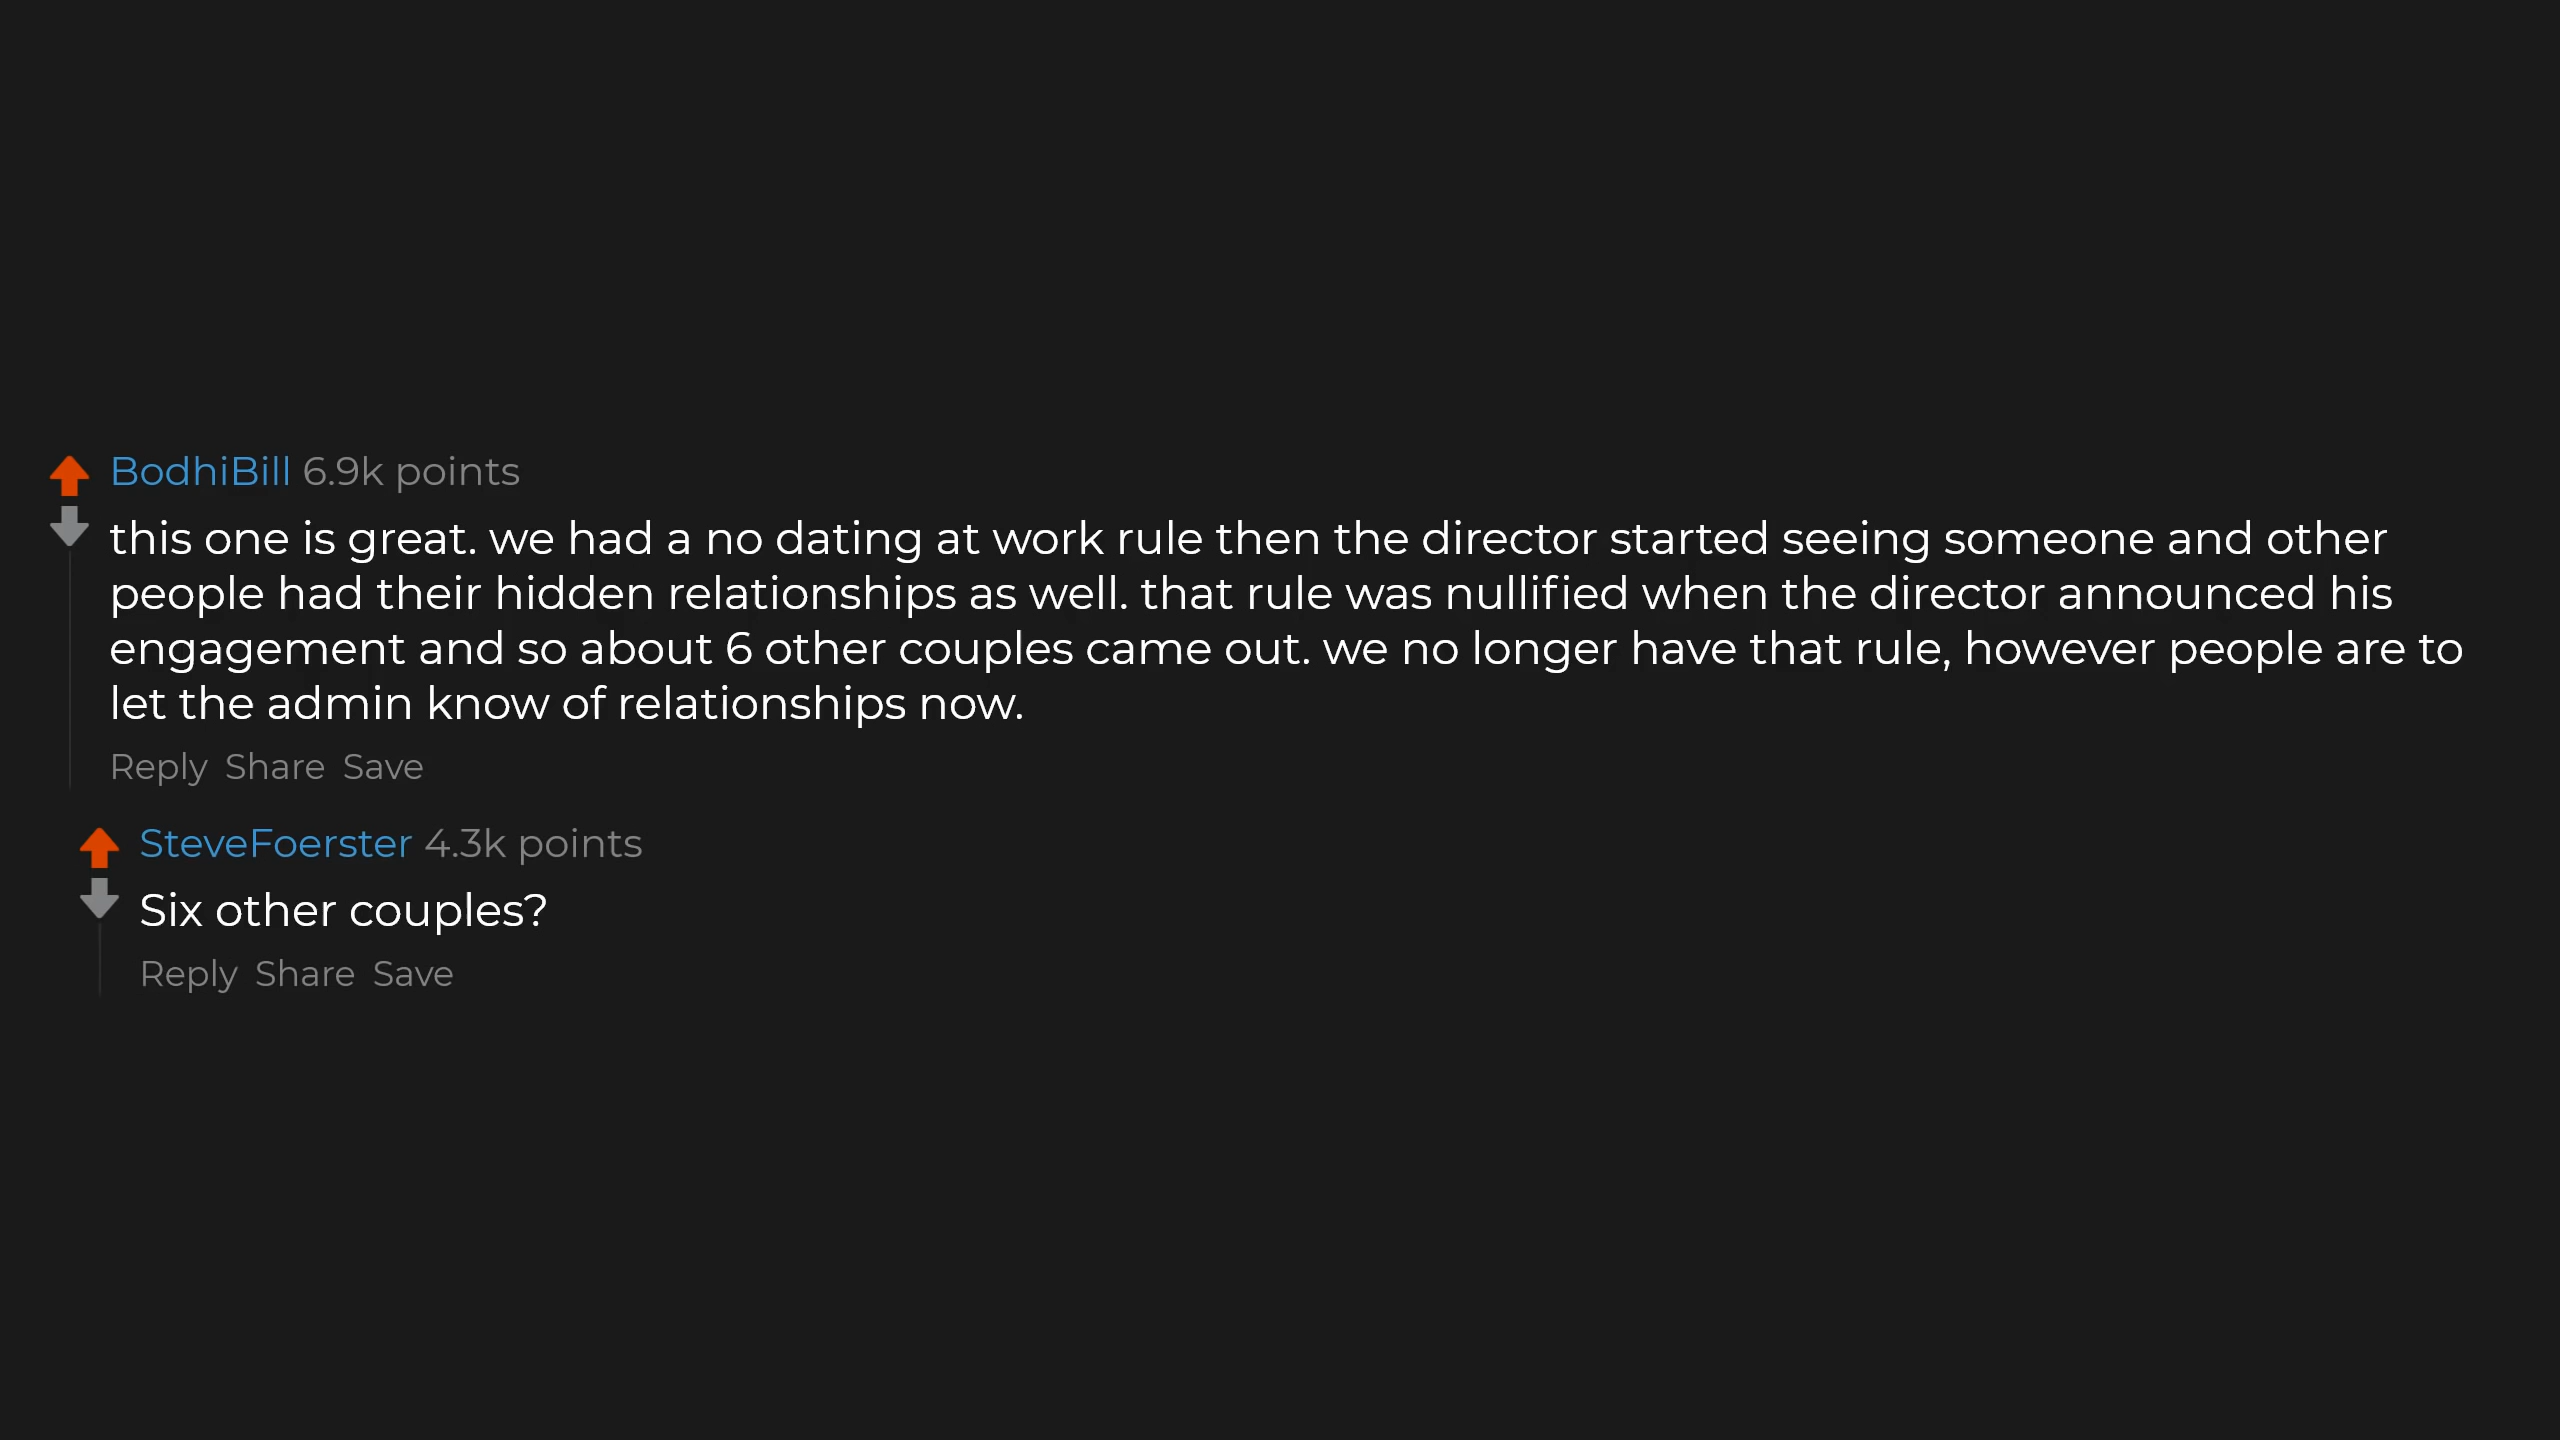 BodhiBill 6.9k points
this one is great. we had a no dating at work rule then the director started seeing someone and other
people had their hidden relationships as well. that rule was nullified when the director announced his
engagement and so about 6 other couples came out. we no longer have that rule, however people are to
let the admin know of relationships now.
Reply Share Save
SteveFoerster 4.3k points
Six other couples?
Reply Share Save